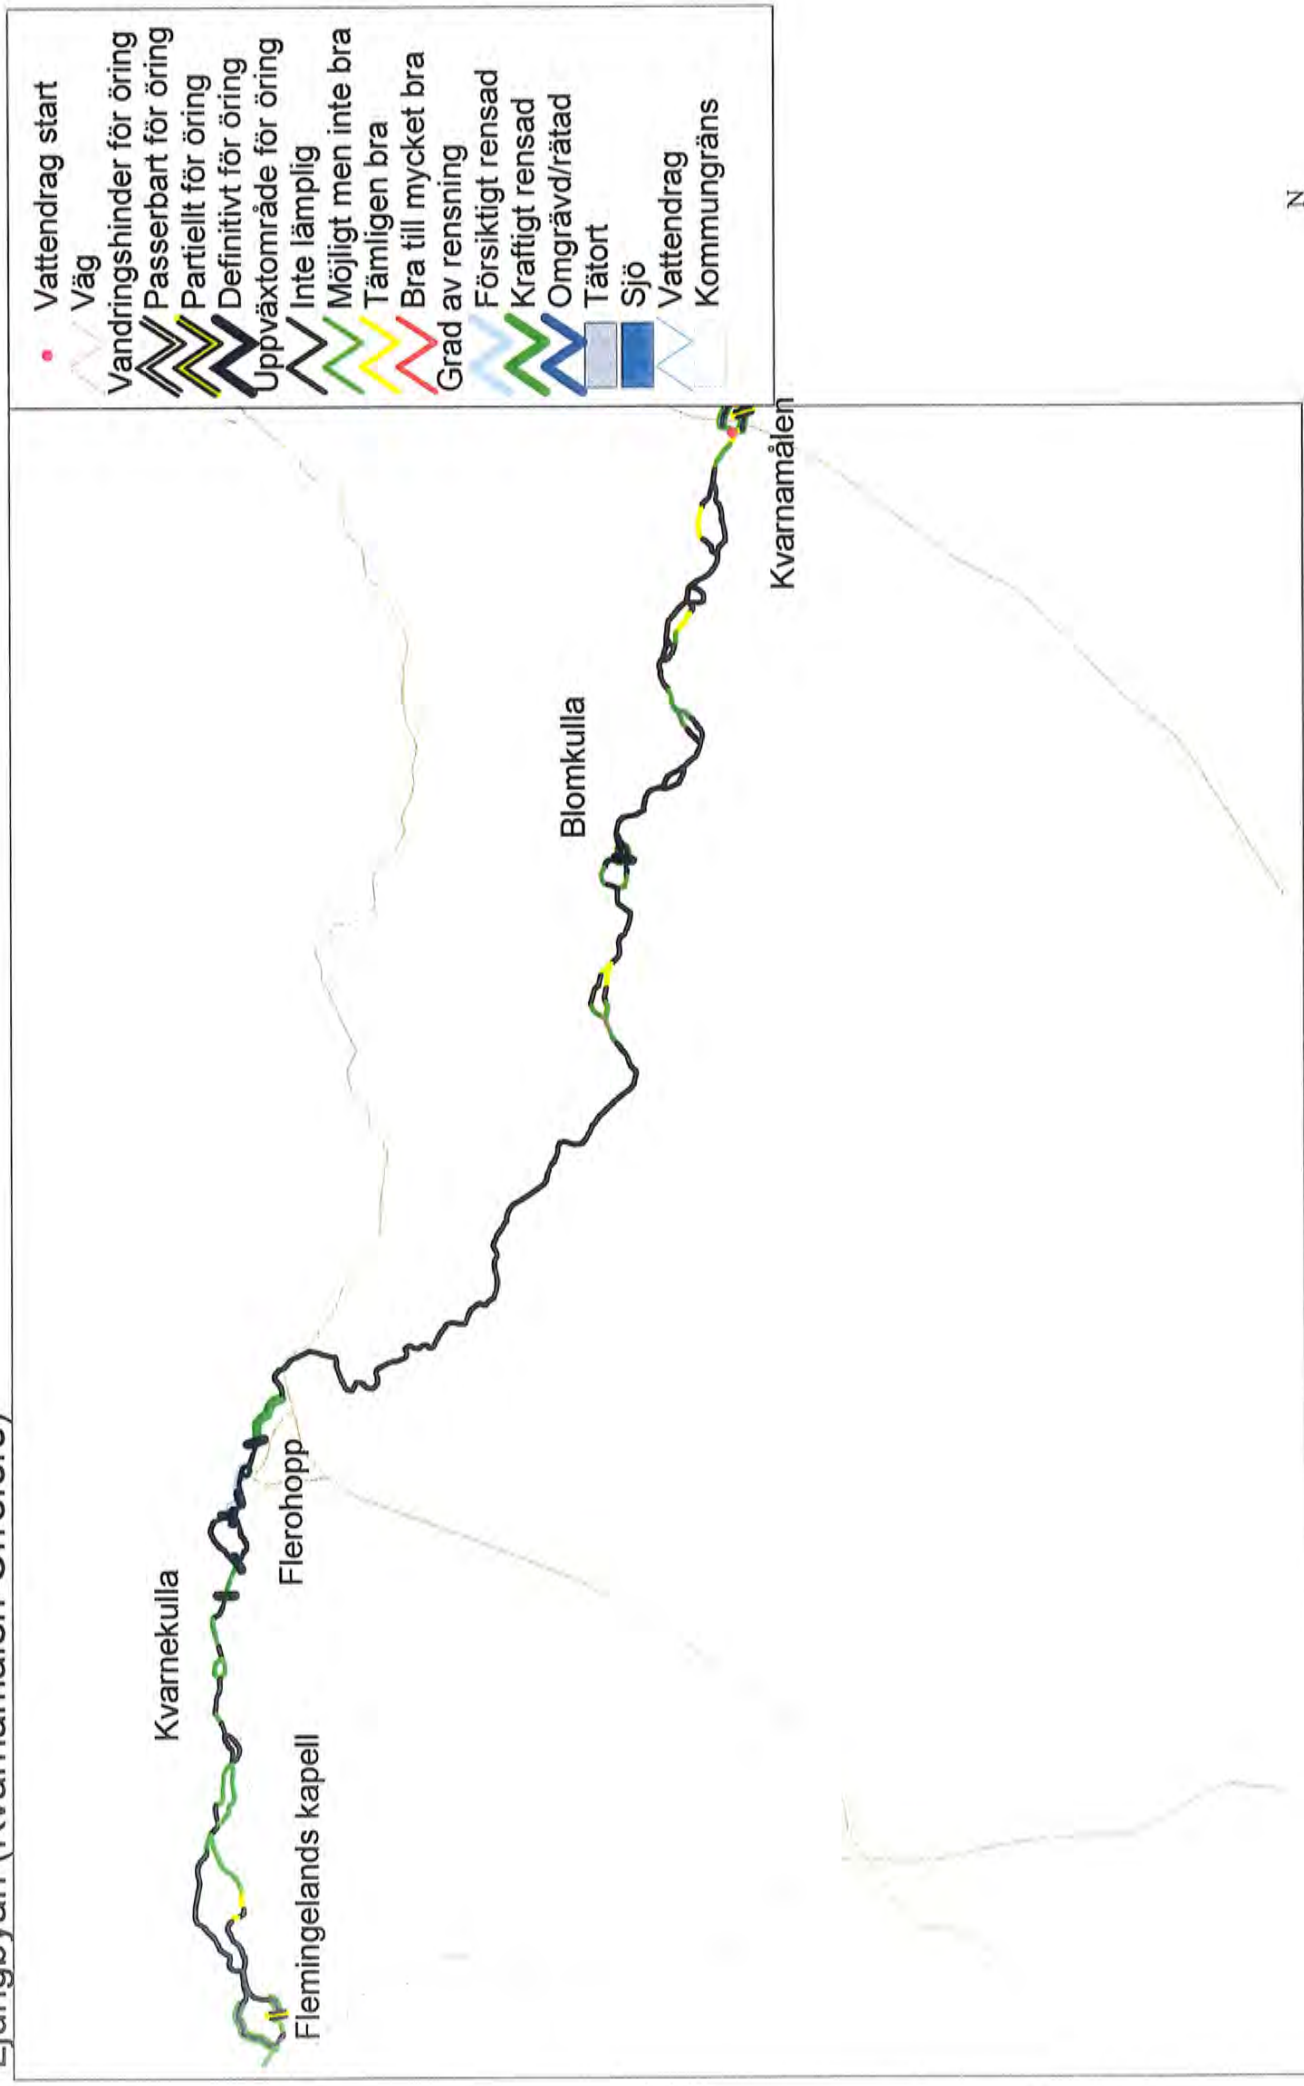 Vattendrag start
Väg
Vandringshinder för öring
Passerbart för öring
Partiellt för öring
Definitivt för öring
Uppväxtområde för öring
Inte lämplig
Möjligt men inte bra
Tämligen bra
Bra till mycket bra
Grad av rensning
Försiktigt rensad
Kraftigt rensad
Omgrävd/rätad
Tätort
Sjö
Vattendrag
Kommungräns
N
Kvarnekulla
Flemingelands kapell
Flerohopp
Blomkulla
Kvarnamålen